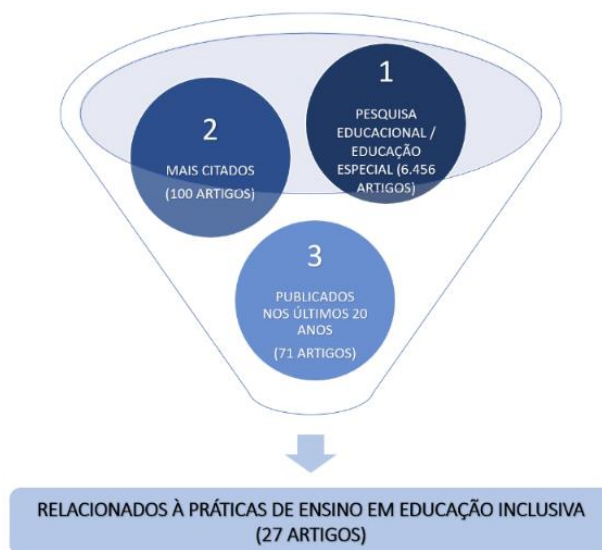 1
PESQUISA
EDUCACIONAL /
EDUCAÇÃO
ESPECIAL (6.456
ARTIGOS)
2
MAIS CITADOS
(100 ARTIGOS)
3
PUBLICADOS
NOS ÚLTIMOS 20
ANOS
(71 ARTIGOS)
RELACIONADOS À PRÁTICAS DE ENSINO EM EDUCAÇÃO INCLUSIVA
(27 ARTIGOS)